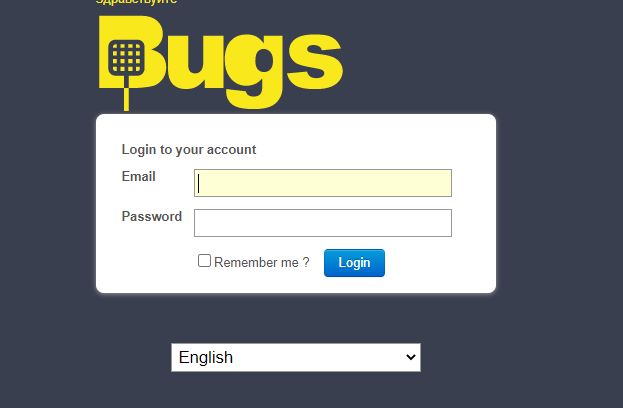 Здравствуйте
Bugs
Login to your account
Email
Password
Remember me ?
Login
English